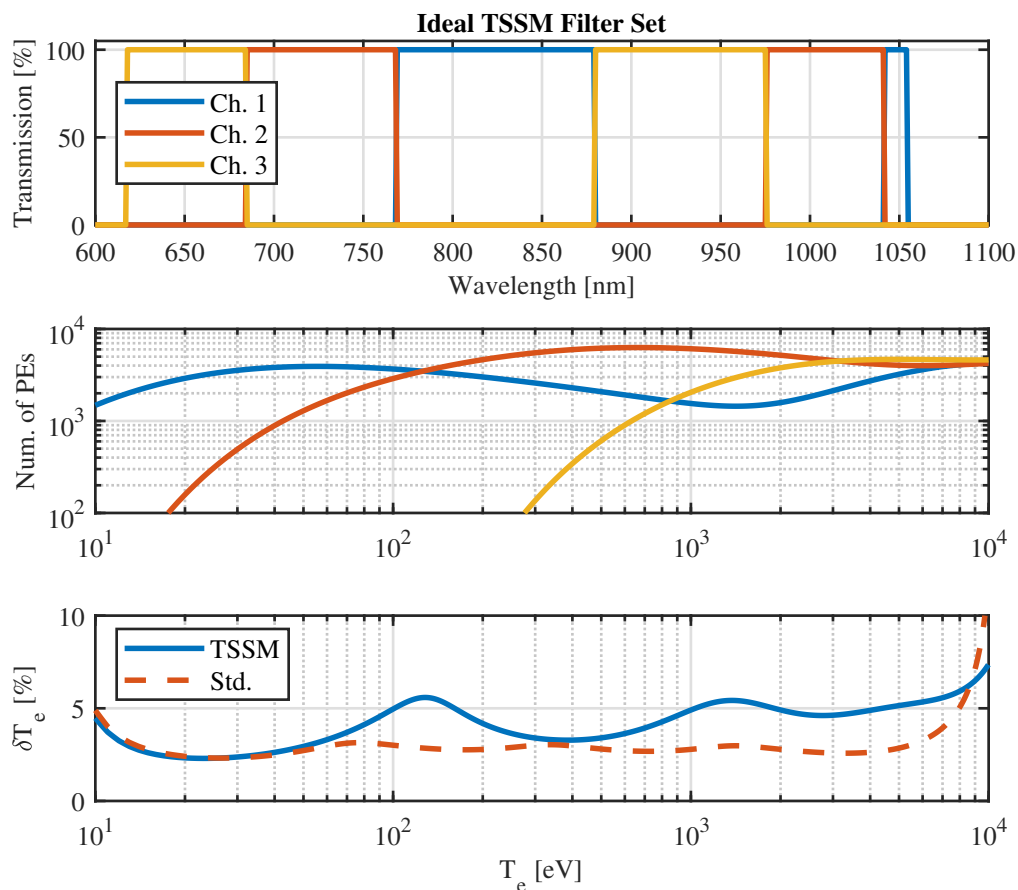 Ideal TSSM Filter Set
Transmission [%]
100
50
0
Ch. 1
Ch. 2
Ch. 3
600 650 700 750 800 850 900 950 1000 1050 1100
Wavelength [nm]
Num. of PEs
10^4
10^3
10^2
10^1 10^2 10^3 10^4
δT_e [%]
10
5
0
TSSM
Std.
10^1 10^2 10^3 10^4
T_e [eV]